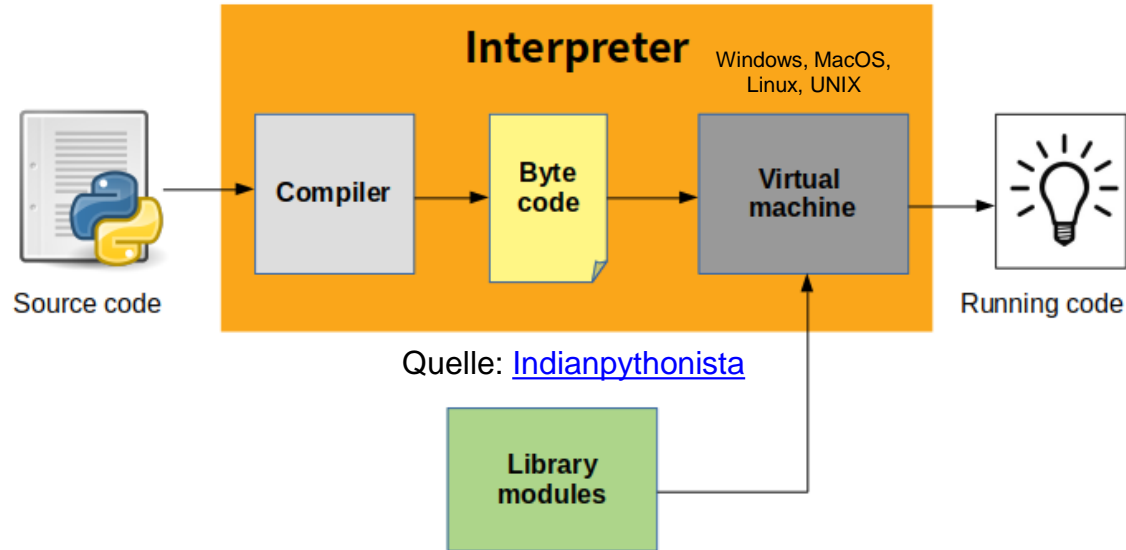 Interpreter
Windows, MacOS,
Linux, UNIX
Compiler
Byte
code
Virtual
machine
Source code
Running code
Quelle: Indianpythonista
Library
modules